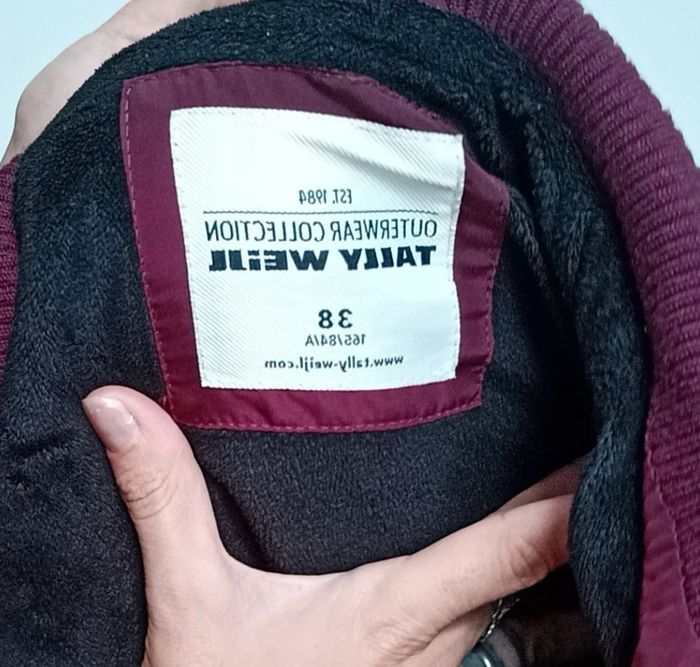 EST. 1984
OUTERWEAR COLLECTION
TALLY WEiJL
38
165/84/A
www.tally-weijl.com